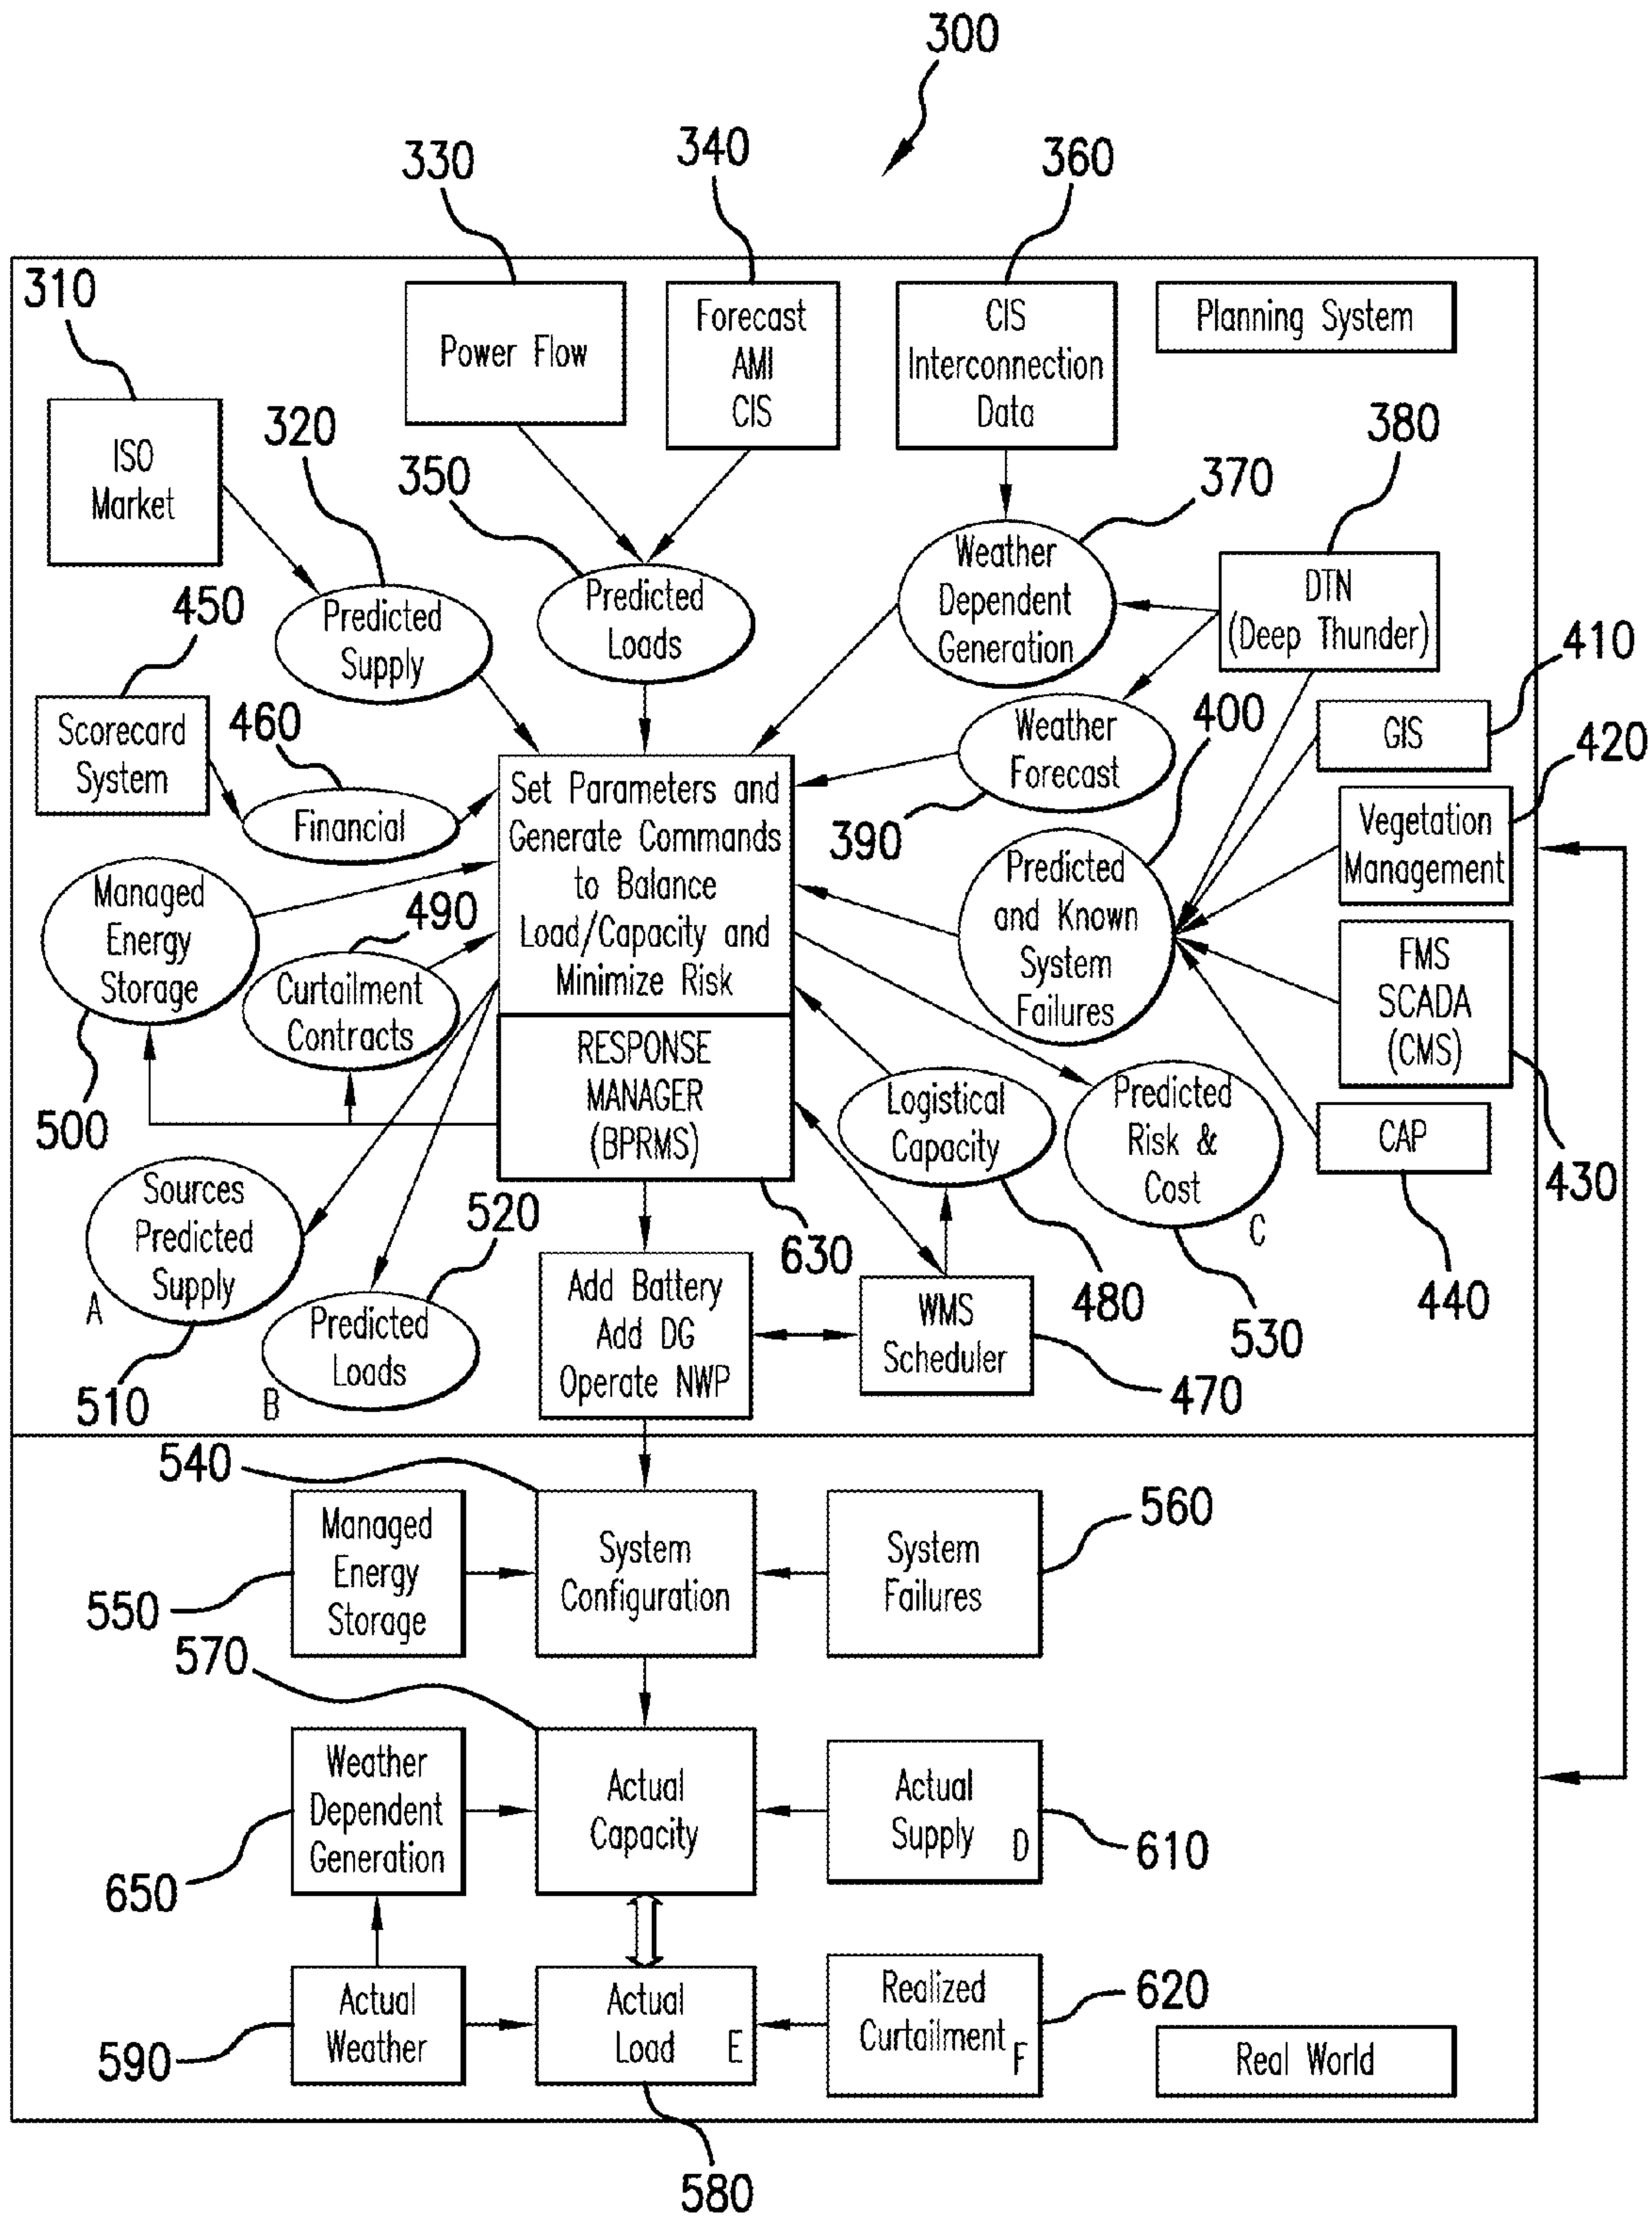 300
330
340
360
310
Power Flow
Forecast
AMI
CIS
CIS
Interconnection
Data
Planning System
ISO
Market
320
350
370
380
Predicted
Supply
Predicted
Loads
Weather
Dependent
Generation
DTN
(Deep Thunder)
410
450
Scorecard
System
460
Financial
Weather
Forecast
390
400
GIS
420
Vegetation
Management
Set Parameters and
Generate Commands
to Balance
Load/Capacity and
Minimize Risk
Managed
Energy
Storage
500
490
Curtailment
Contracts
Predicted
and Known
System
Failures
FMS
SCADA
(CMS)
430
RESPONSE
MANAGER
(BPRMS)
630
Logistical
Capacity
480
Predicted
Risk &
Cost
C
530
CAP
440
Sources
Predicted
Supply
A
510
520
Predicted
Loads
B
Add Battery
Add DG
Operate NWP
WMS
Scheduler
470
540
Managed
Energy
Storage
550
System
Configuration
System
Failures
560
570
Weather
Dependent
Generation
650
Actual
Capacity
Actual
Supply
D
610
Actual
Weather
590
Actual
Load
E
580
Realized
Curtailment
F
620
Real World